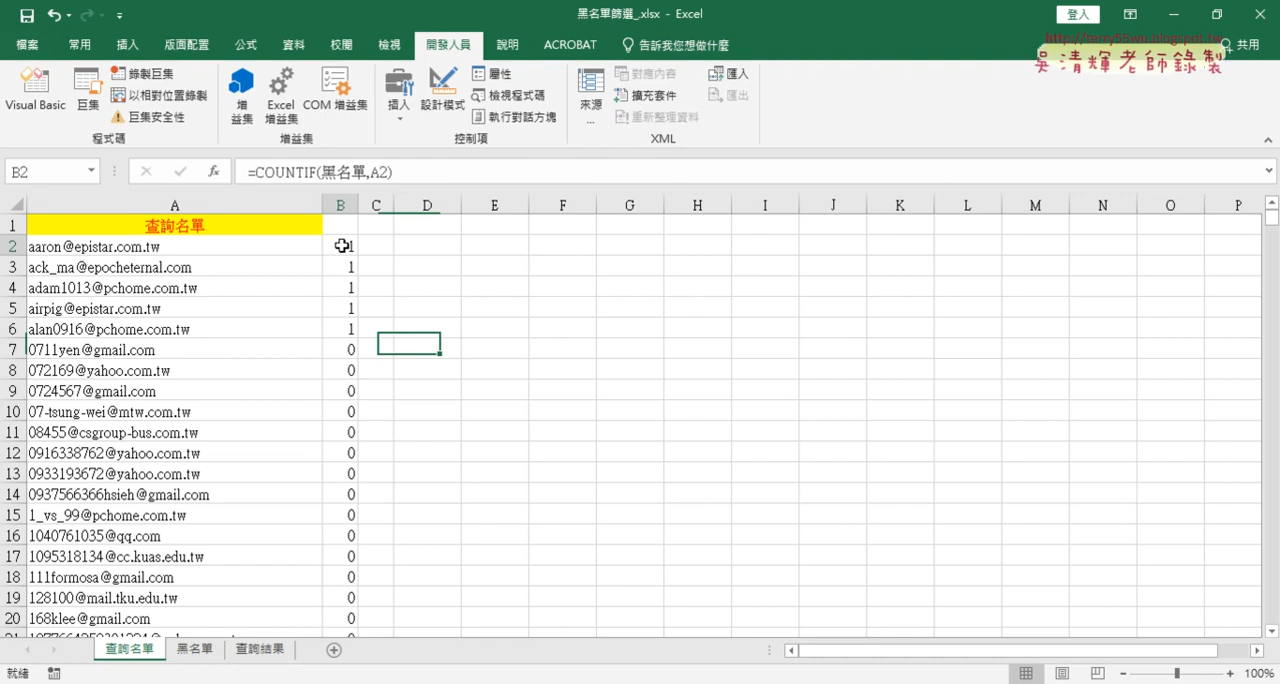 黑名單篩選_.xlsx - Excel
登入
檔案 常用 插入 版面配置 公式 資料 校閱 檢視 開發人員 說明 ACROBAT 告訴我您想做什麼 共用
http://terry55wu.blogspot.tw
吳清輝老師錄製
Visual Basic 巨集 錄製巨集 以相對位置錄製 巨集安全性
增益集 Excel 增益集 COM 增益集
插入 設計模式 屬性 檢視程式碼 執行對話方塊
來源... 對應內容 擴充套件 重新整理資料 匯入 匯出
程式碼 增益集 控制項 XML
B2 fx =COUNTIF(黑名單,A2)
A B C D E F G H I J K L M N O P
1 查詢名單
2 aaron@epistar.com.tw 1
3 ack_ma@epocheternal.com 1
4 adam1013@pchome.com.tw 1
5 airpig@epistar.com.tw 1
6 alan0916@pchome.com.tw 1
7 0711yen@gmail.com 0
8 072169@yahoo.com.tw 0
9 0724567@gmail.com 0
10 07-tsung-wei@mtw.com.tw 0
11 08455@csgroup-bus.com.tw 0
12 0916338762@yahoo.com.tw 0
13 0933193672@yahoo.com.tw 0
14 0937566366hsieh@gmail.com 0
15 1_vs_99@pchome.com.tw 0
16 1040761035@qq.com 0
17 1095318134@cc.kuas.edu.tw 0
18 111formosa@gmail.com 0
19 128100@mail.tku.edu.tw 0
20 168klee@gmail.com 0
查詢名單 黑名單 查詢結果
就緒 100%